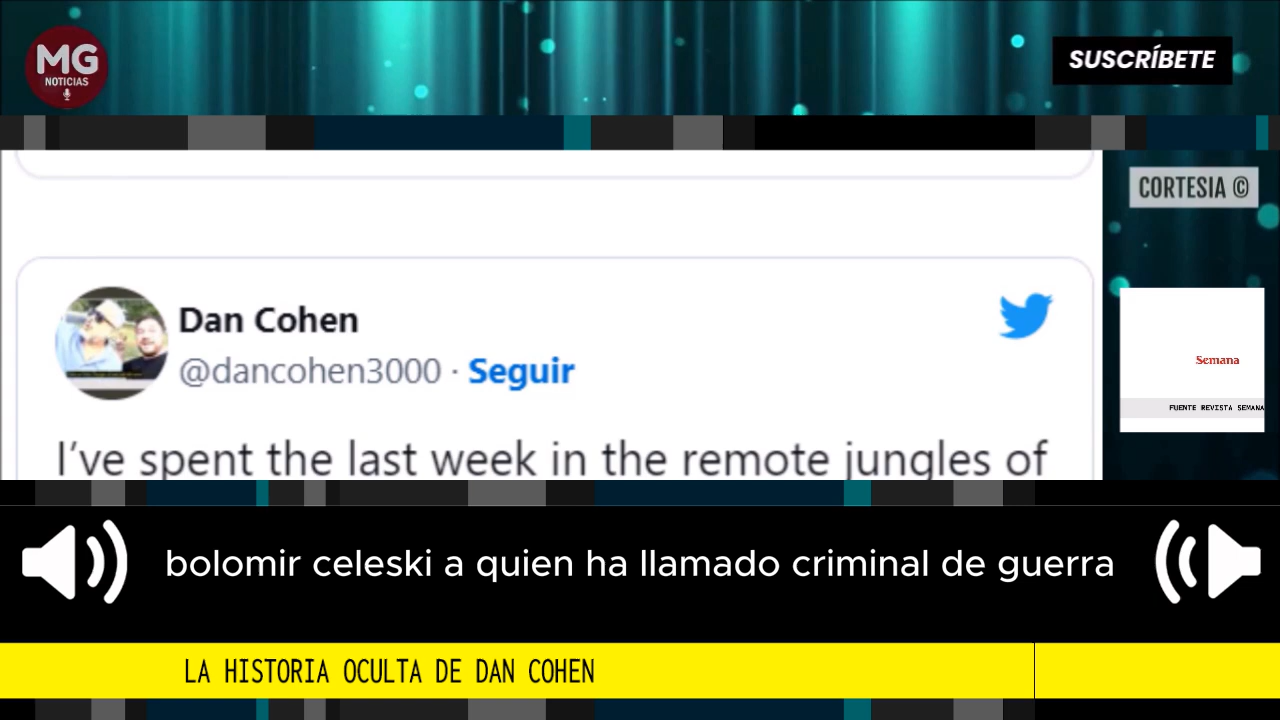 MG
NOTICIAS
SUSCRÍBETE
CORTESIA ©
Dan Cohen
@dancohen3000 · Seguir
I've spent the last week in the remote jungles of
Semana
FUENTE REVISTA SEMANA
bolomir celeski a quien ha llamado criminal de guerra
LA HISTORIA OCULTA DE DAN COHEN